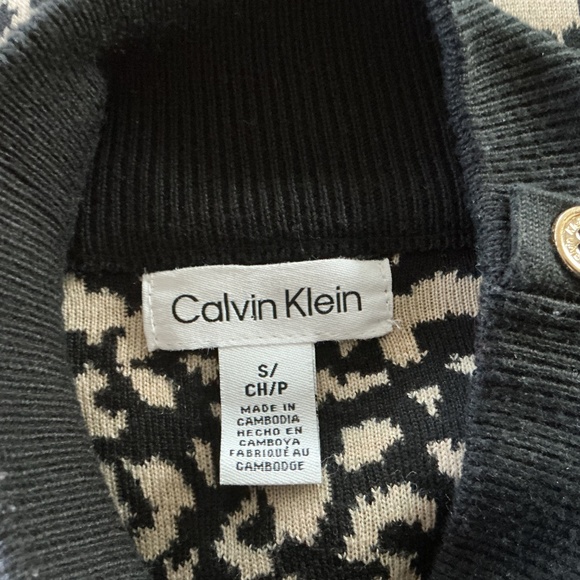 Calvin Klein
S/
CH/P
MADE IN
CAMBODIA
HECHO EN
CAMBOYA
FABRIQUÉ AU
CAMBODGE